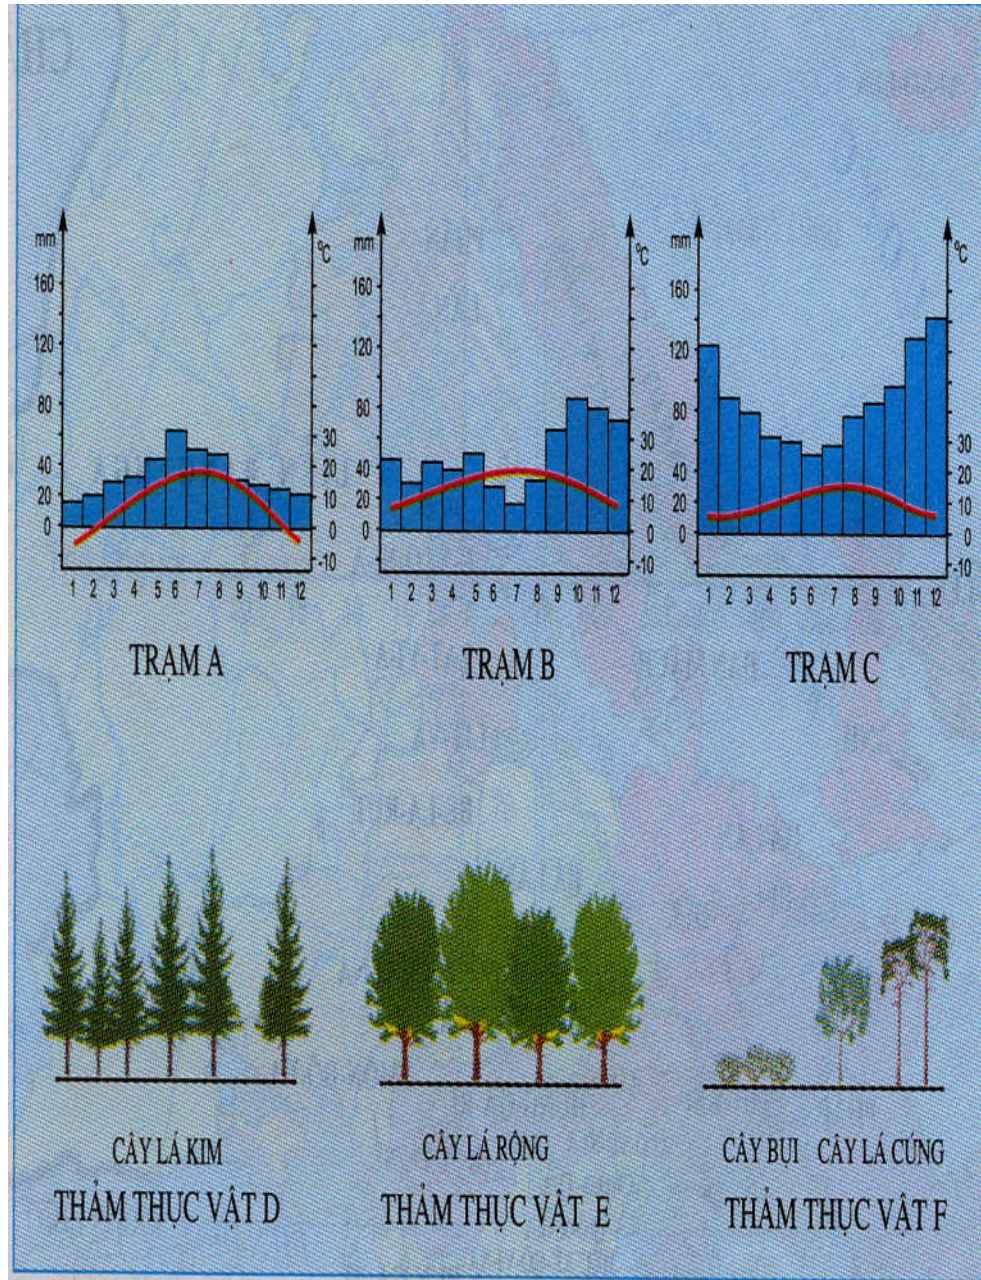 mm °C
160
120
80
40
20
0
30
20
10
0
-10
1 2 3 4 5 6 7 8 9 10 11 12
TRẠM A
mm °C
160
120
80
40
20
0
30
20
10
0
-10
1 2 3 4 5 6 7 8 9 10 11 12
TRẠM B
mm °C
160
120
80
40
20
0
30
20
10
0
-10
1 2 3 4 5 6 7 8 9 10 11 12
TRẠM C
CÂY LÁ KIM
THẢM THỰC VẬT D
CÂY LÁ RỘNG
THẢM THỰC VẬT E
CÂY BỤI CÂY LÁ CỨNG
THẢM THỰC VẬT F